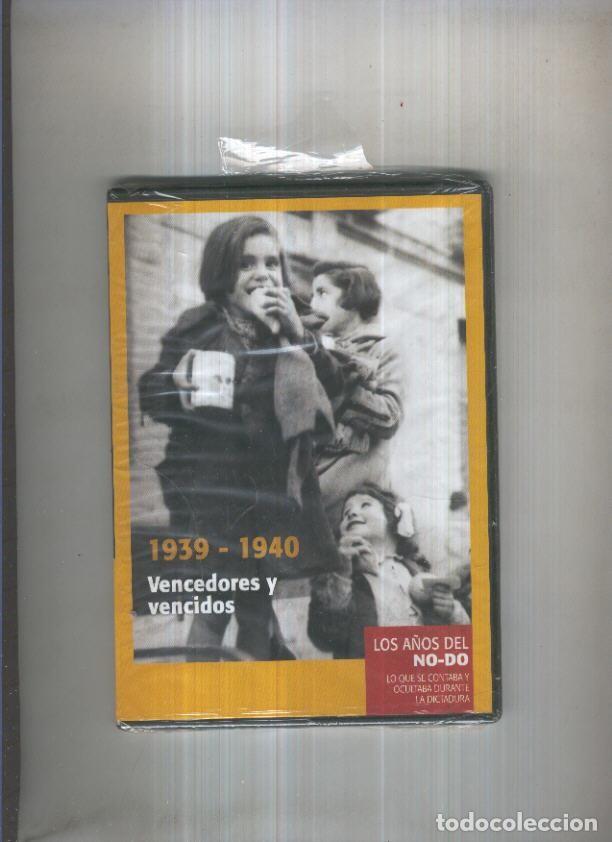 1939 - 1940
Vencedores y
vencidos
LOS AÑOS DEL
NO-DO
LO QUE SE CONTABA Y
OCULTABA DURANTE
LA DICTADURA
todocoleccion